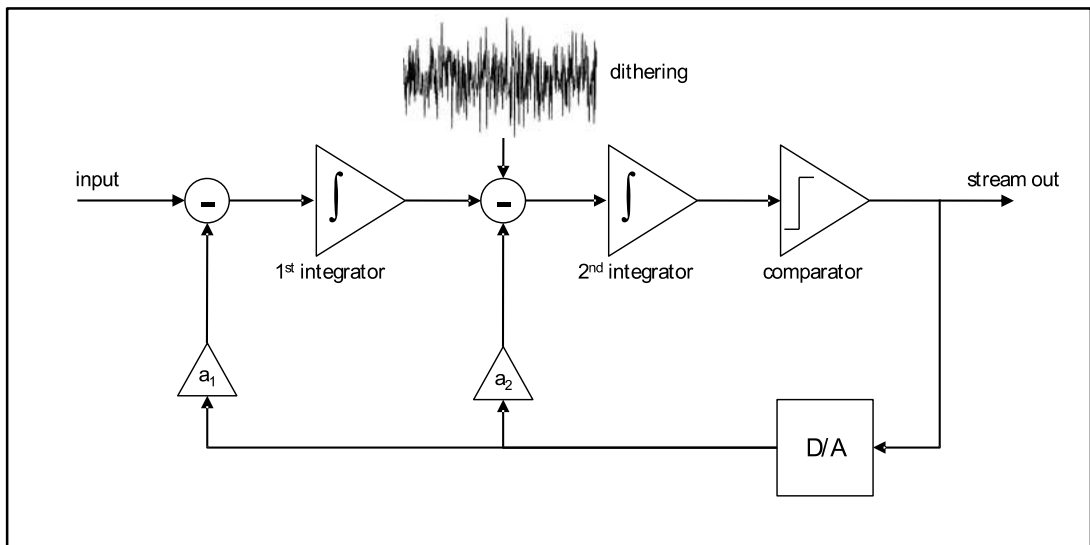 dithering
input
-
-
∫
∫
stream out
1st integrator
2nd integrator
comparator
a1
a2
D/A